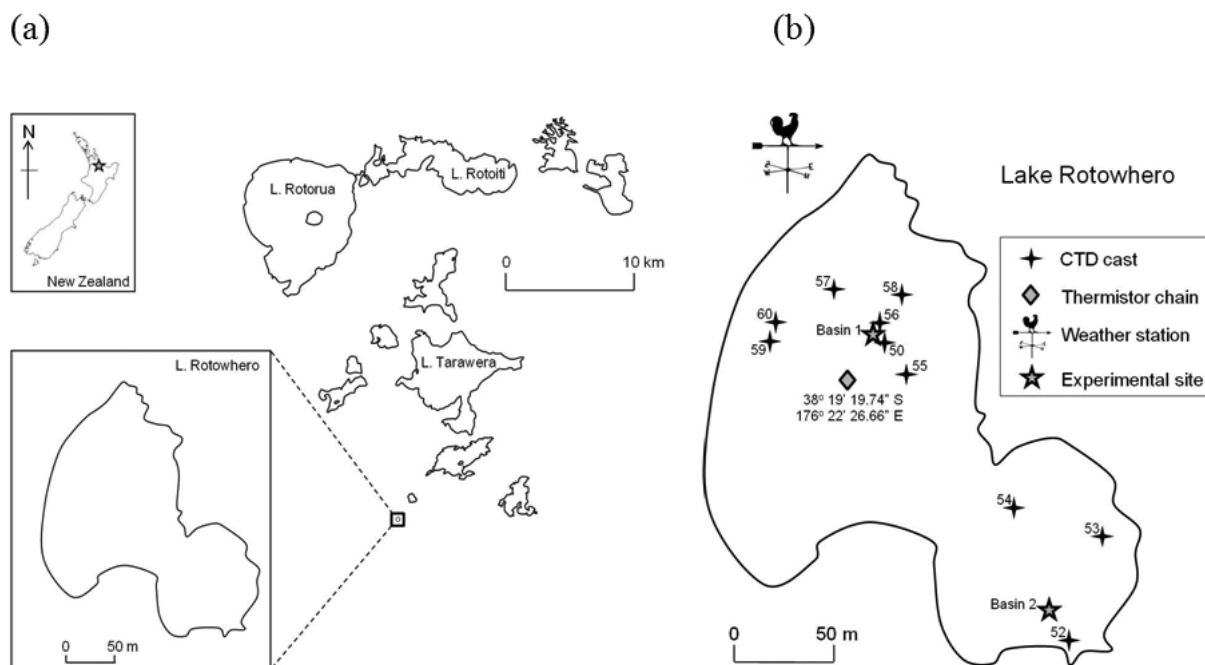 (a)
(b)
N
New Zealand
L. Rotorua
L. Rotoiti
0 10 km
L. Tarawera
L. Rotowhero
0 50 m
Lake Rotowhero
CTD cast
Thermistor chain
Weather station
Experimental site
57
58
60
56
Basin 1
59
50
55
38º 19' 19.74" S
176º 22' 26.66" E
54
53
Basin 2
52
0 50 m